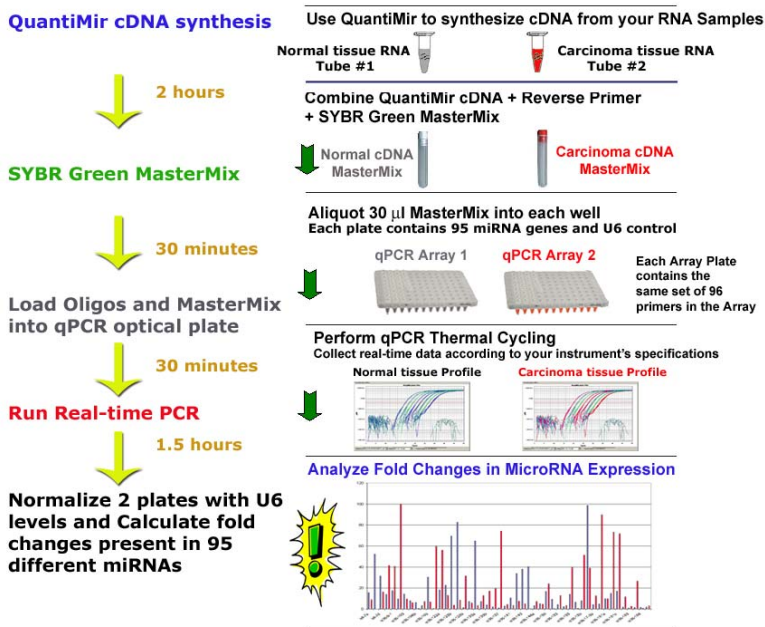 QuantiMir cDNA synthesis
2 hours
SYBR Green MasterMix
30 minutes
Load Oligos and MasterMix
into qPCR optical plate
30 minutes
Run Real-time PCR
1.5 hours
Normalize 2 plates with U6
levels and Calculate fold
changes present in 95
different miRNAs
Use QuantiMir to synthesize cDNA from your RNA Samples
Normal tissue RNA
Tube #1
Carcinoma tissue RNA
Tube #2
Combine QuantiMir cDNA + Reverse Primer
+ SYBR Green MasterMix
Normal cDNA
MasterMix
Carcinoma cDNA
MasterMix
Aliquot 30 μl MasterMix into each well
Each plate contains 95 miRNA genes and U6 control
qPCR Array 1
qPCR Array 2
Each Array Plate
contains the
same set of 96
primers in the Array
Perform qPCR Thermal Cycling
Collect real-time data according to your instrument's specifications
Normal tissue Profile
Carcinoma tissue Profile
Analyze Fold Changes in MicroRNA Expression
120
100
80
60
40
20
0